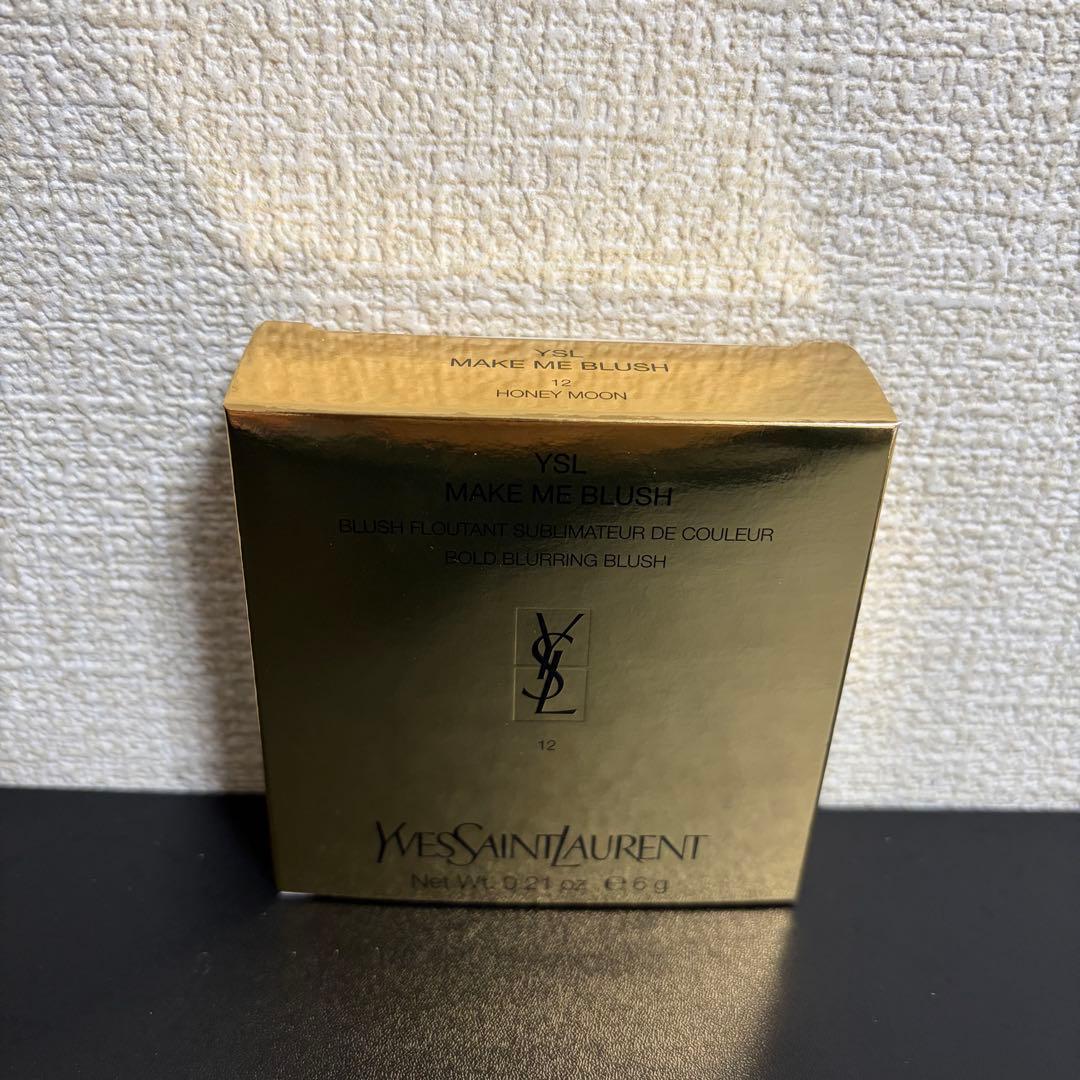 YSL
MAKE ME BLUSH
12
HONEY MOON
YSL
MAKE ME BLUSH
BLUSH FLOUTANT SUBLIMATEUR DE COULEUR
BOLD BLURRING BLUSH
YSL
12
YVESSAINTLAURENT
Net Wt. 0.21 oz. ℮ 6 g